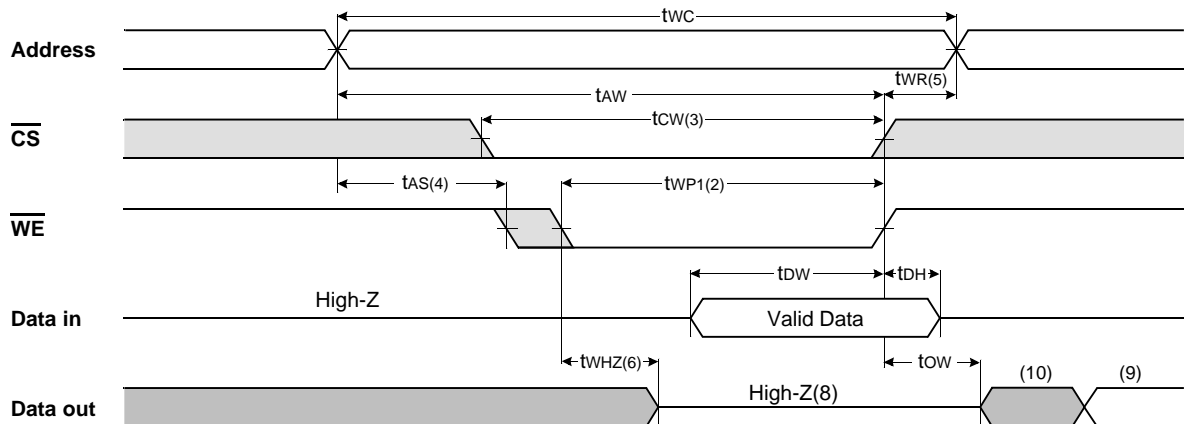 tWC
Address
tWR(5)
tAW
tCW(3)
CS
tAS(4)
tWP1(2)
WE
tDW
tDH
High-Z
Data in
Valid Data
tWHZ(6)
tOW
(10)
(9)
High-Z(8)
Data out